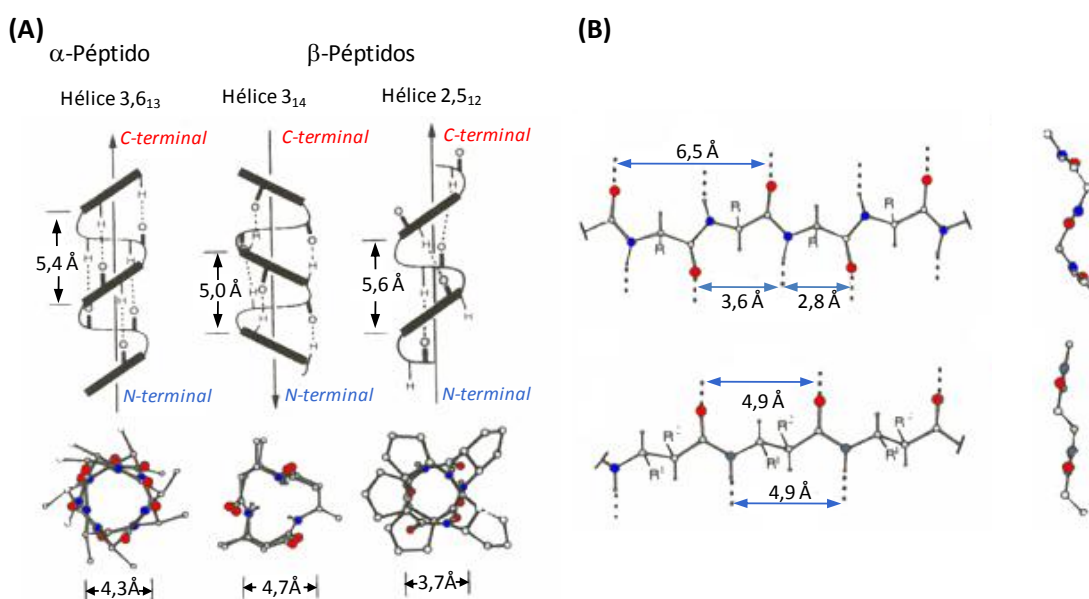 (A)
α-Péptido
β-Péptidos
Hélice 3,6₁₃
Hélice 3₁₄
Hélice 2,5₁₂
C-terminal
C-terminal
C-terminal
O
H
H
O
O
H
H
O
H
O
O
O
O
O
O
H
H
O
O
H
O
H
O
H
5,4 Å
5,0 Å
5,6 Å
N-terminal
N-terminal
4,3Å
4,7Å
3,7Å
(B)
6,5 Å
R
R
R
R
3,6 Å
2,8 Å
4,9 Å
4,9 Å